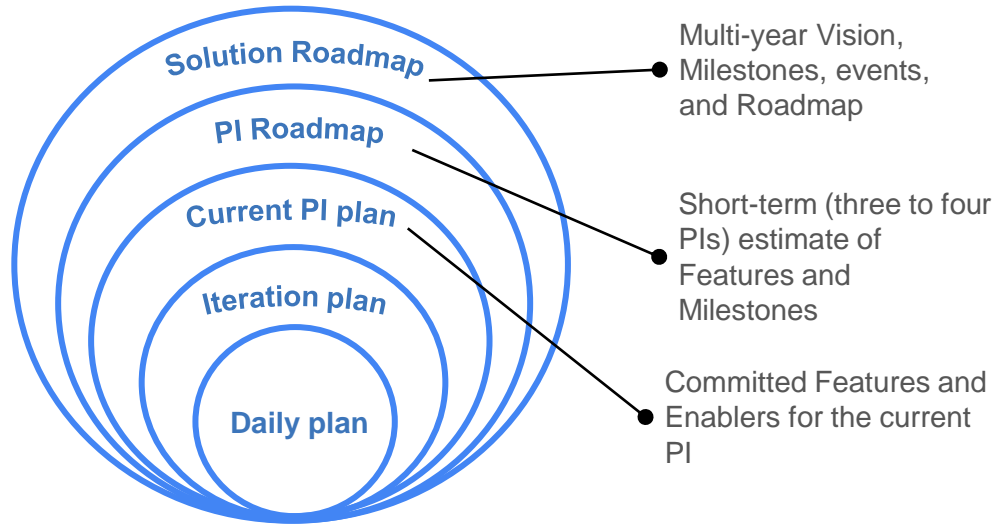 Solution Roadmap
PI Roadmap
Current PI plan
Iteration plan
Daily plan
Multi-year Vision,
Milestones, events,
and Roadmap
Short-term (three to four
PIs) estimate of
Features and
Milestones
Committed Features and
Enablers for the current
PI